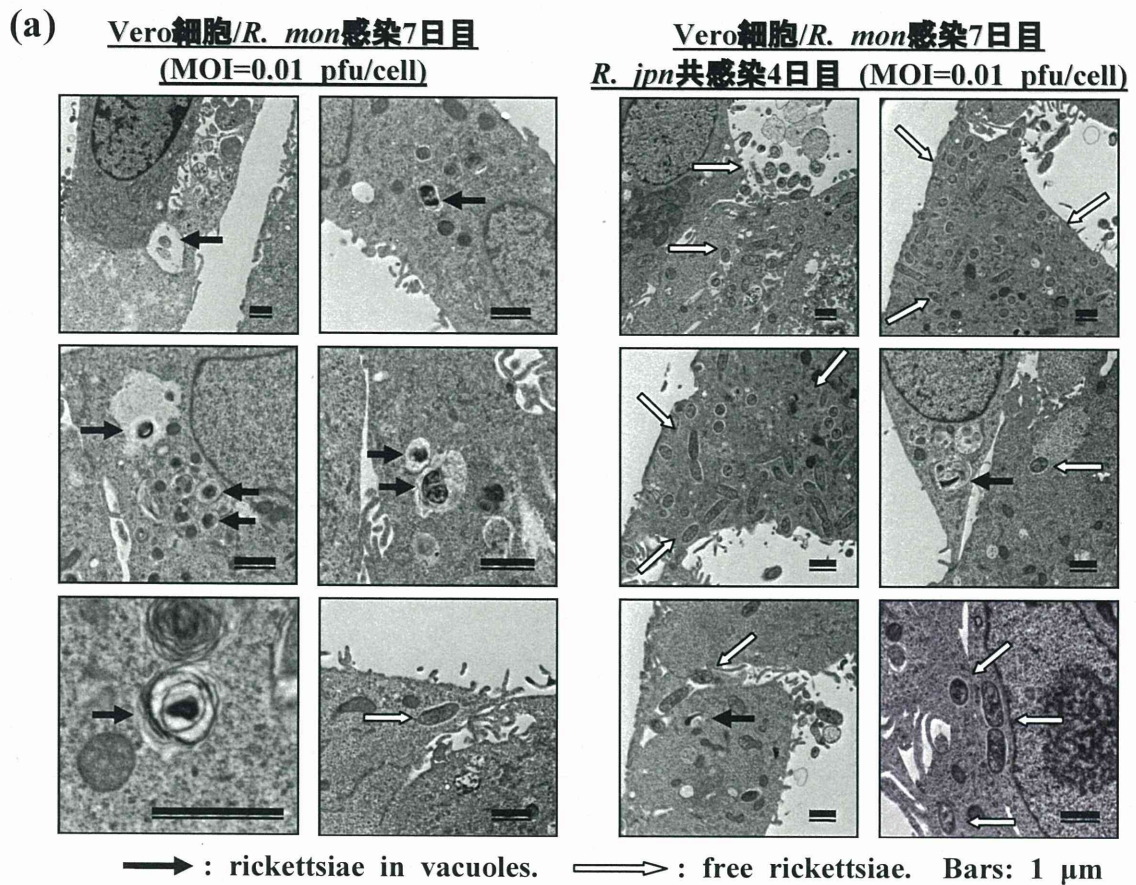 (a)
Vero細胞/R. mon感染7日目
(MOI=0.01 pfu/cell)
Vero細胞/R. mon感染7日目
R. jpn共感染4日目 (MOI=0.01 pfu/cell)
: rickettsiae in vacuoles. : free rickettsiae. Bars: 1 μm